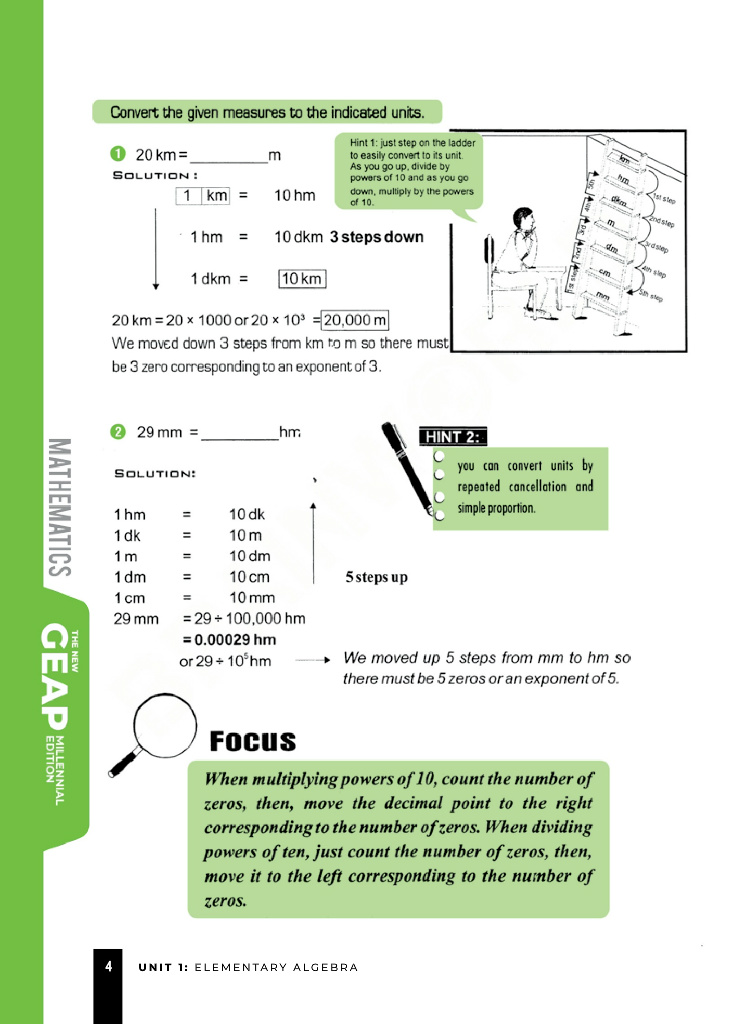 Convert the given measures to the indicated units.
1 20 km = __________ m
SOLUTION :
1 km = 10 hm
1 hm = 10 dkm 3 steps down
1 dkm = 10 km
20 km = 20 × 1000 or 20 × 10³ = 20,000 m
We moved down 3 steps from km to m so there must
be 3 zero corresponding to an exponent of 3.
Hint 1: just step on the ladder
to easily convert to its unit.
As you go up, divide by
powers of 10 and as you go
down, multiply by the powers
of 10.
km
hm
dkm
m
dm
cm
mm
1st step
2nd step
3rd step
4th step
5th step
5th
4th
3rd
2nd
1st step
2 29 mm = __________ hm
SOLUTION:
1 hm = 10 dk
1 dk = 10 m
1 m = 10 dm
1 dm = 10 cm
1 cm = 10 mm
5 steps up
29 mm = 29 ÷ 100,000 hm
= 0.00029 hm
or 29 ÷ 10⁵ hm
We moved up 5 steps from mm to hm so
there must be 5 zeros or an exponent of 5.
HINT 2:
you can convert units by
repeated cancellation and
simple proportion.
FOCUS
When multiplying powers of 10, count the number of
zeros, then, move the decimal point to the right
corresponding to the number of zeros. When dividing
powers of ten, just count the number of zeros, then,
move it to the left corresponding to the number of
zeros.
MATHEMATICS
THE NEW
GEAP
MILLENNIAL
EDITION
4 UNIT 1: ELEMENTARY ALGEBRA